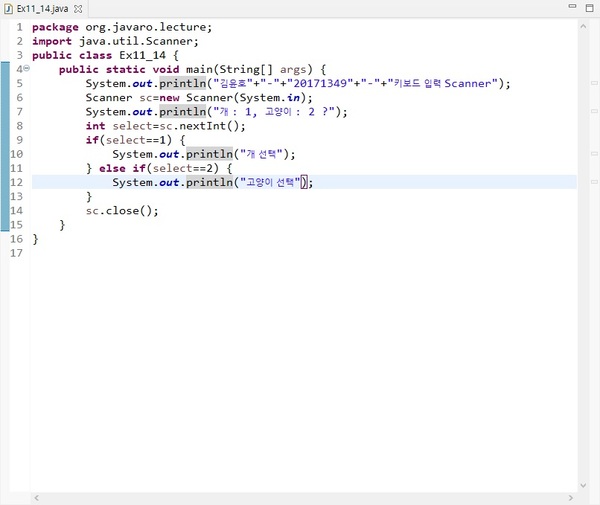 Ex11_14.java
1 package org.javaro.lecture;
2 import java.util.Scanner;
3 public class Ex11_14 {
4 public static void main(String[] args) {
5 System.out.println("김윤호"+"-"+"20171349"+"-"+"키보드 입력 Scanner");
6 Scanner sc=new Scanner(System.in);
7 System.out.println("개 : 1, 고양이 : 2 ?");
8 int select=sc.nextInt();
9 if(select==1) {
10 System.out.println("개 선택");
11 } else if(select==2) {
12 System.out.println("고양이 선택");
13 }
14 sc.close();
15 }
16 }
17